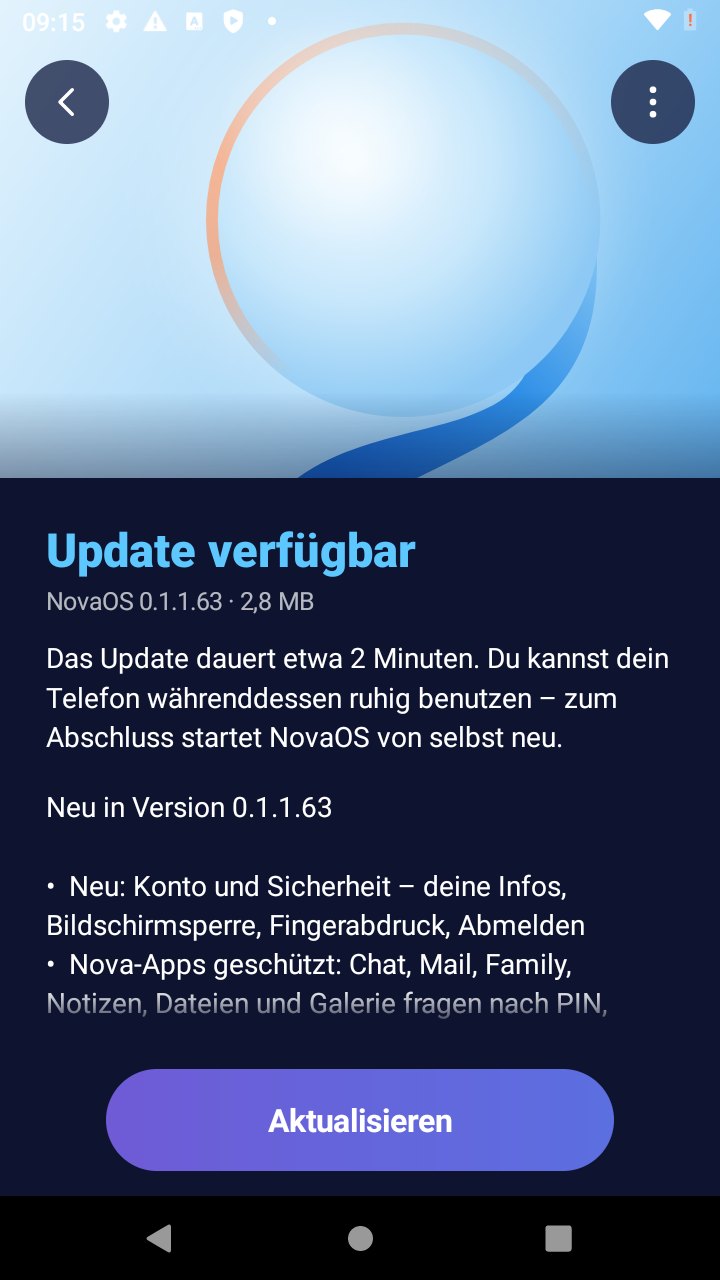 09:15
Update verfügbar
NovaOS 0.1.1.63 · 2,8 MB
Das Update dauert etwa 2 Minuten. Du kannst dein
Telefon währenddessen ruhig benutzen – zum
Abschluss startet NovaOS von selbst neu.
Neu in Version 0.1.1.63
• Neu: Konto und Sicherheit – deine Infos,
Bildschirmsperre, Fingerabdruck, Abmelden
• Nova-Apps geschützt: Chat, Mail, Family,
Notizen, Dateien und Galerie fragen nach PIN,
Aktualisieren